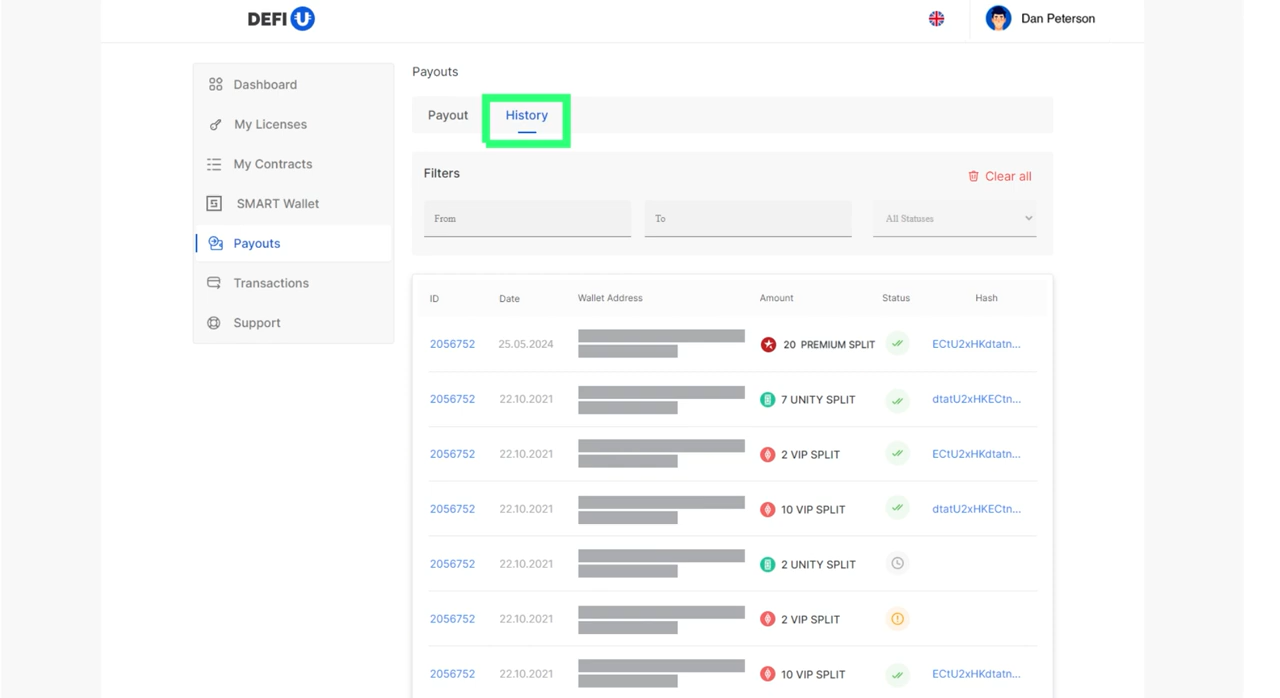 DEFI U
Dan Peterson
Dashboard
My Licenses
My Contracts
SMART Wallet
Payouts
Transactions
Support
Payouts
Payout History
Filters
Clear all
From To All Statuses
ID Date Wallet Address Amount Status Hash
2056752 25.05.2024 20 PREMIUM SPLIT ECtU2xHKdtatn...
2056752 22.10.2021 7 UNITY SPLIT dtatU2xHKECtn...
2056752 22.10.2021 2 VIP SPLIT ECtU2xHKdtatn...
2056752 22.10.2021 10 VIP SPLIT dtatU2xHKECtn...
2056752 22.10.2021 2 UNITY SPLIT
2056752 22.10.2021 2 VIP SPLIT
2056752 22.10.2021 10 VIP SPLIT ECtU2xHKdtatn...